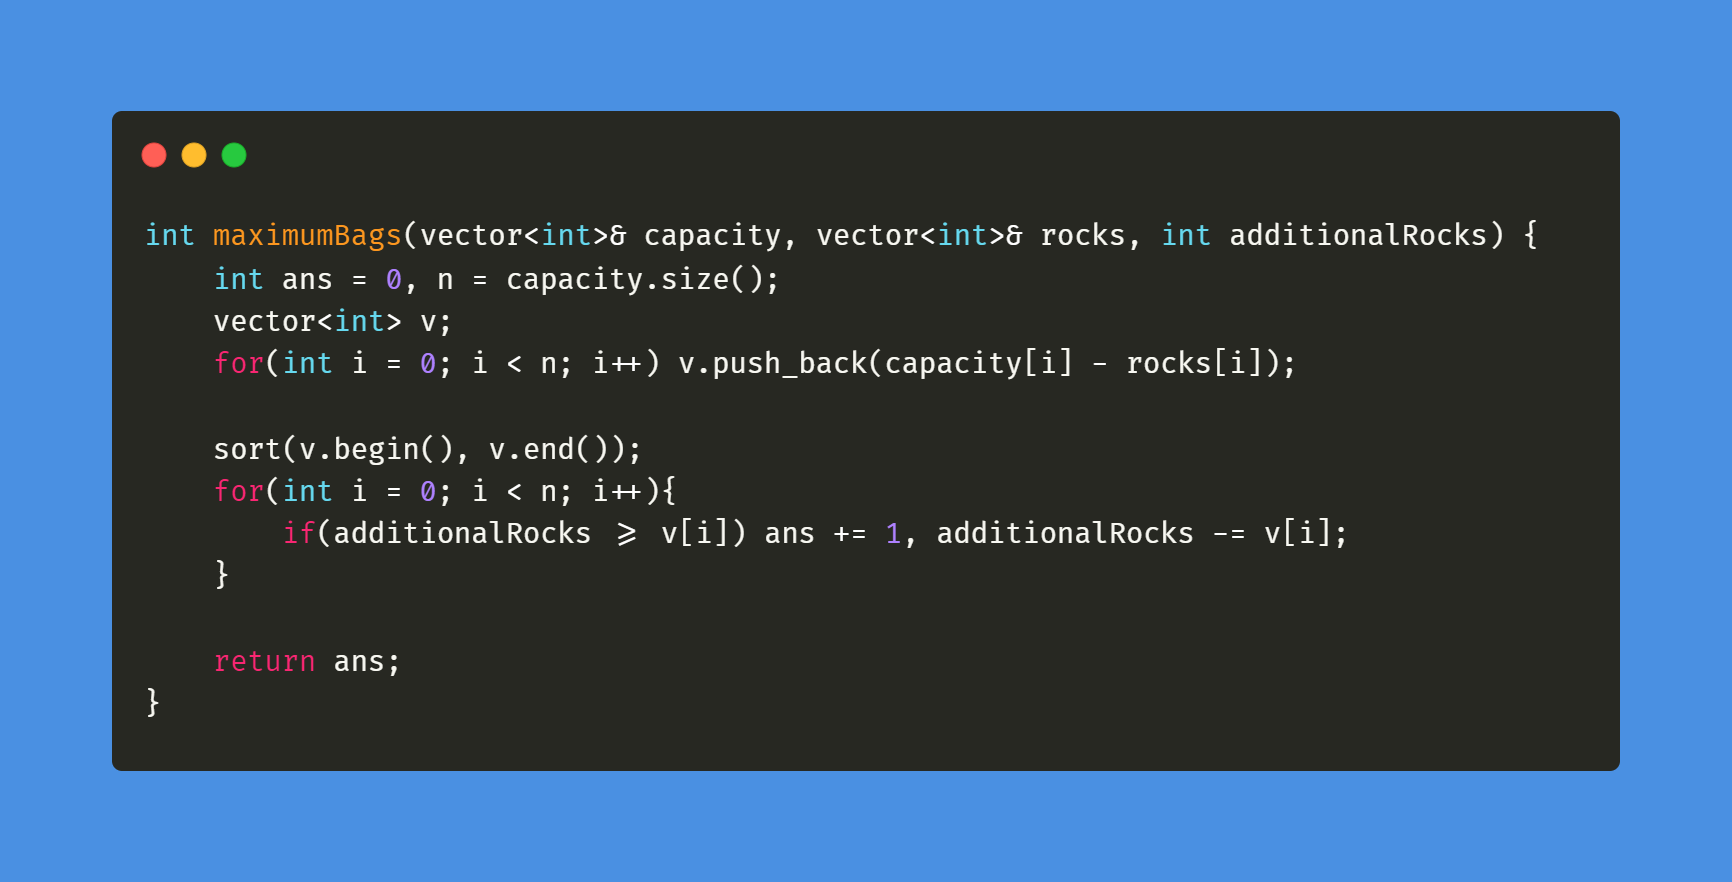 int maximumBags(vector<int>& capacity, vector<int>& rocks, int additionalRocks) {
    int ans = 0, n = capacity.size();
    vector<int> v;
    for(int i = 0; i < n; i++) v.push_back(capacity[i] - rocks[i]);

    sort(v.begin(), v.end());
    for(int i = 0; i < n; i++){
        if(additionalRocks >= v[i]) ans += 1, additionalRocks -= v[i];
    }

    return ans;
}